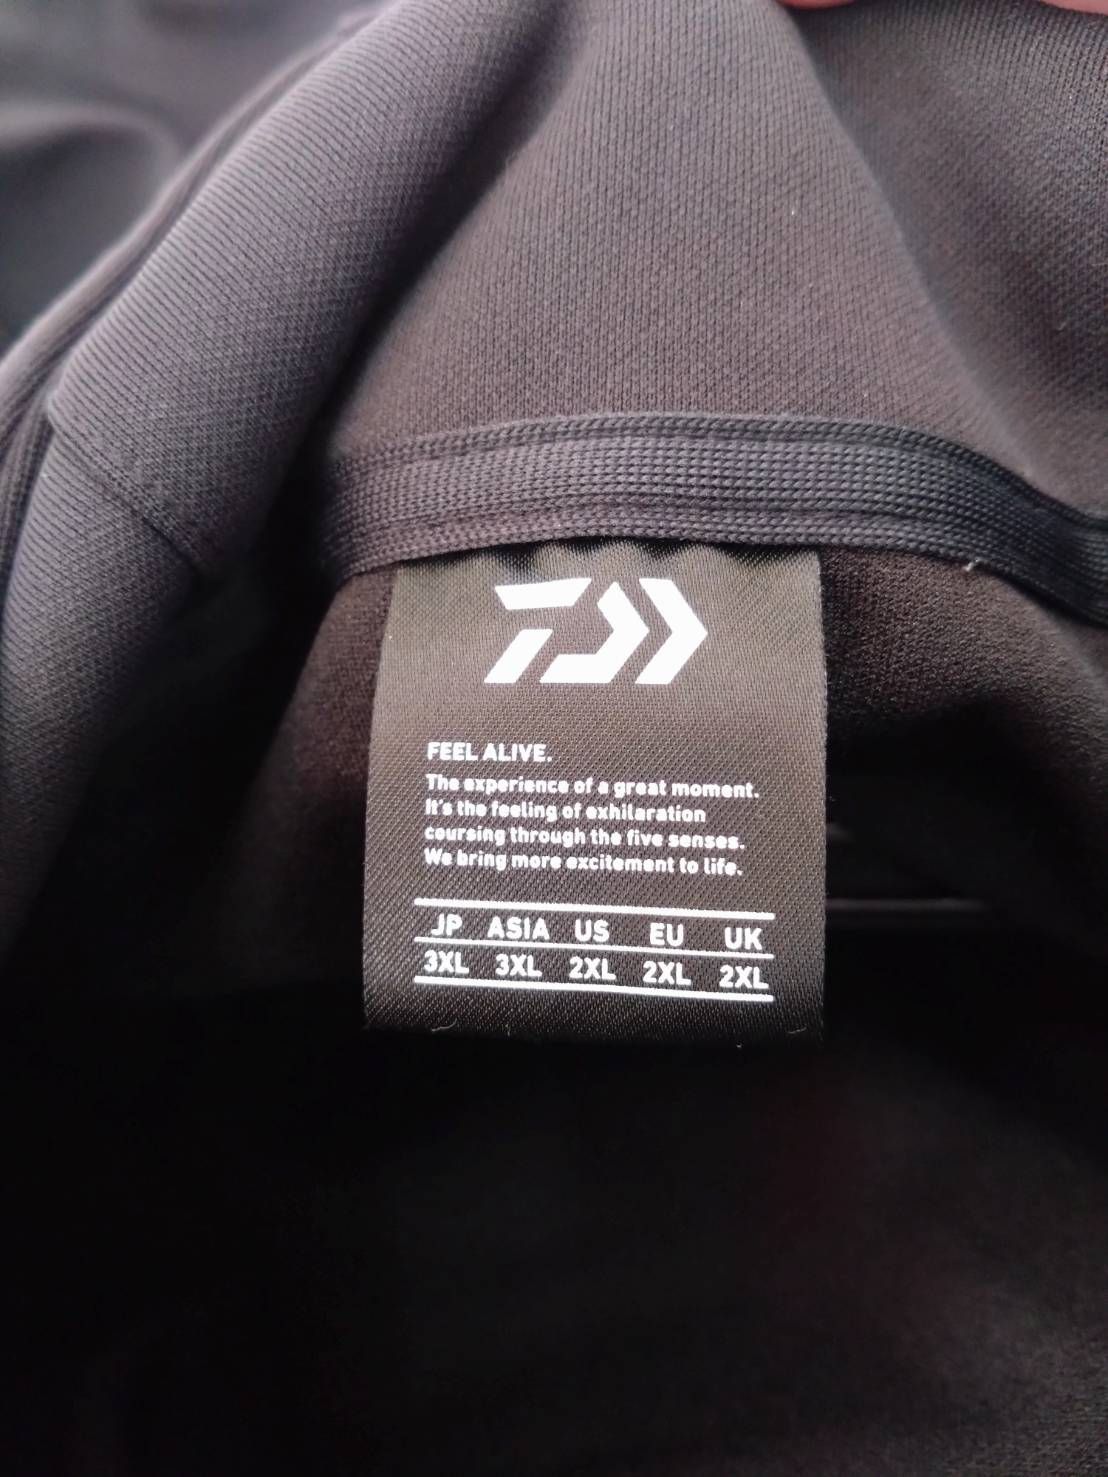 FEEL ALIVE.
The experience of a great moment.
It's the feeling of exhilaration
coursing through the five senses.
We bring more excitement to life.
JP ASIA US EU UK
3XL 3XL 2XL 2XL 2XL